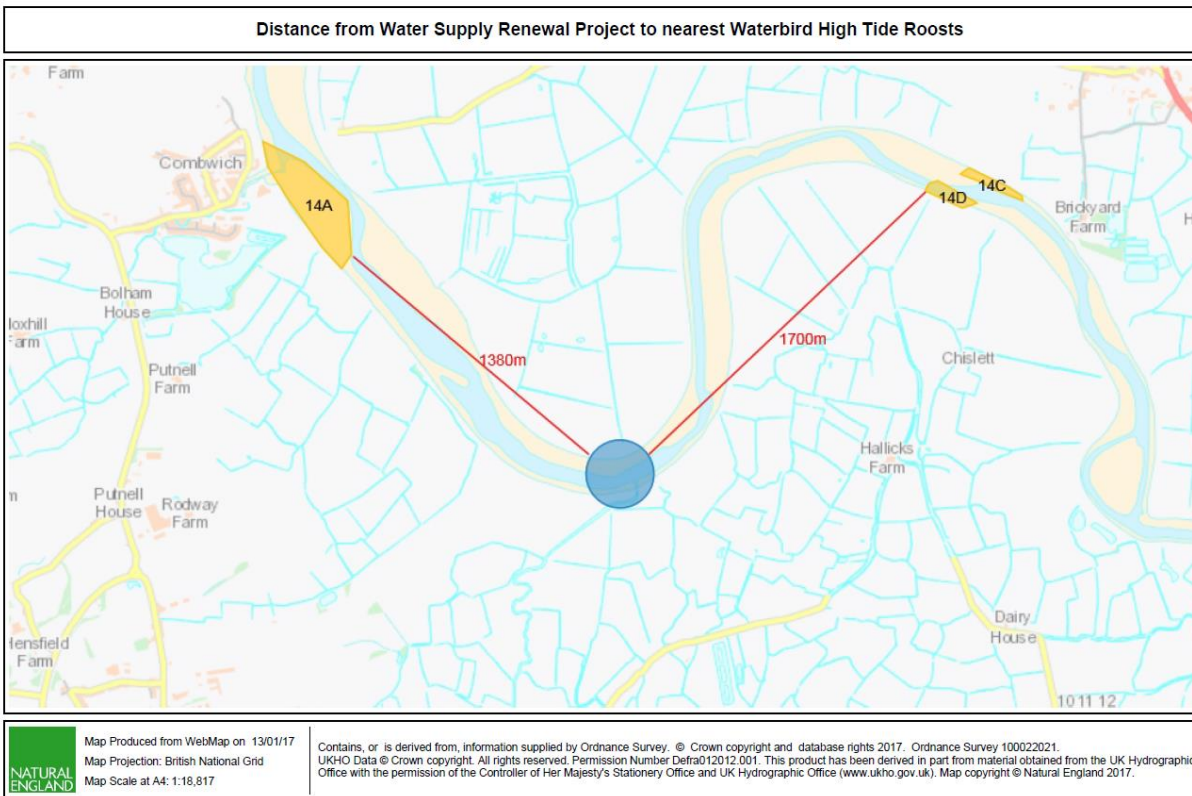 Distance from Water Supply Renewal Project to nearest Waterbird High Tide Roosts
Farm
Combwich
14A
14C
14D
Brickyard
Farm
H
Bolham
House
loxhill
Farm
1700m
1380m
Chislett
Putnell
Farm
Hallicks
Farm
Putnell
House
Rodway
Farm
Dairy
House
Hensfield
Farm
10 11 12
NATURAL
ENGLAND
Map Produced from WebMap on 13/01/17
Map Projection: British National Grid
Map Scale at A4: 1:18,817
Contains, or is derived from, information supplied by Ordnance Survey. © Crown copyright and database rights 2017. Ordnance Survey 100022021.
UKHO Data © Crown copyright. All rights reserved. Permission Number Defra012012.001. This product has been derived in part from material obtained from the UK Hydrographic
Office with the permission of the Controller of Her Majesty's Stationery Office and UK Hydrographic Office (www.ukho.gov.uk). Map copyright © Natural England 2017.